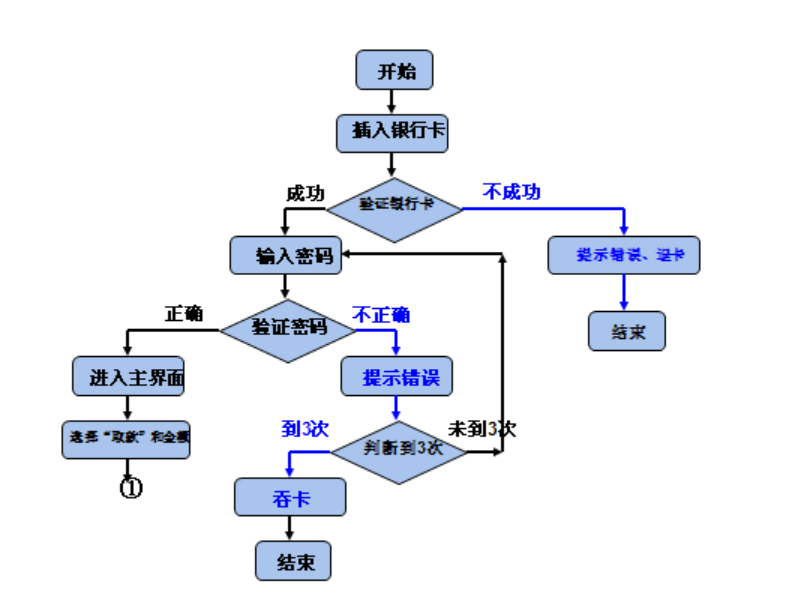 开始
插入银行卡
成功
验证银行卡
不成功
输入密码
提示错误、退卡
正确
验证密码
不正确
结束
进入主界面
提示错误
选择“取款”和金额
到3次
判断到3次
未到3次
①
吞卡
结束